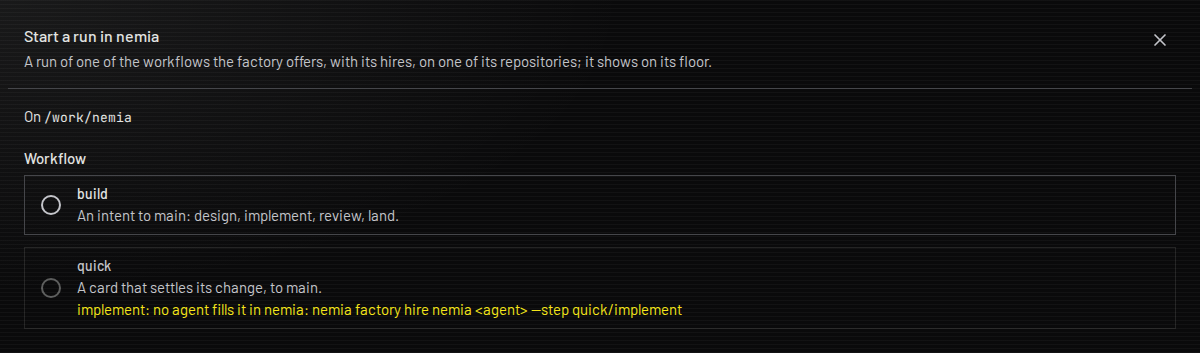 Start a run in nemia
A run of one of the workflows the factory offers, with its hires, on one of its repositories; it shows on its floor.
On /work/nemia
Workflow
build
An intent to main: design, implement, review, land.
quick
A card that settles its change, to main.
implement: no agent fills it in nemia: nemia factory hire nemia <agent> —step quick/implement